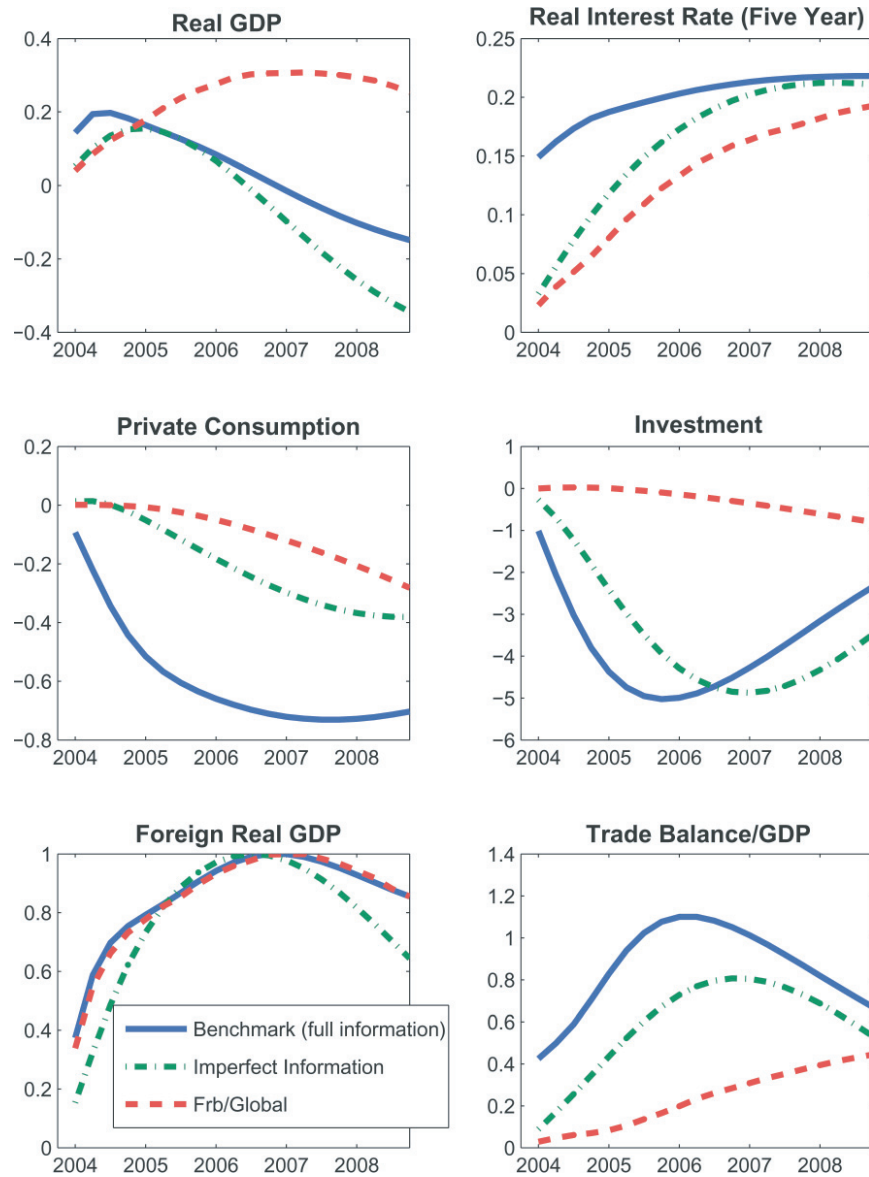 Real GDP
0.4
0.2
0
−0.2
−0.4
2004 2005 2006 2007 2008
Real Interest Rate (Five Year)
0.25
0.2
0.15
0.1
0.05
0
2004 2005 2006 2007 2008
Private Consumption
0.2
0
−0.2
−0.4
−0.6
−0.8
2004 2005 2006 2007 2008
Investment
1
0
−1
−2
−3
−4
−5
−6
2004 2005 2006 2007 2008
Foreign Real GDP
1
0.8
0.6
0.4
0.2
0
2004 2005 2006 2007 2008
Benchmark (full information)
Imperfect Information
Frb/Global
Trade Balance/GDP
1.4
1.2
1
0.8
0.6
0.4
0.2
0
2004 2005 2006 2007 2008